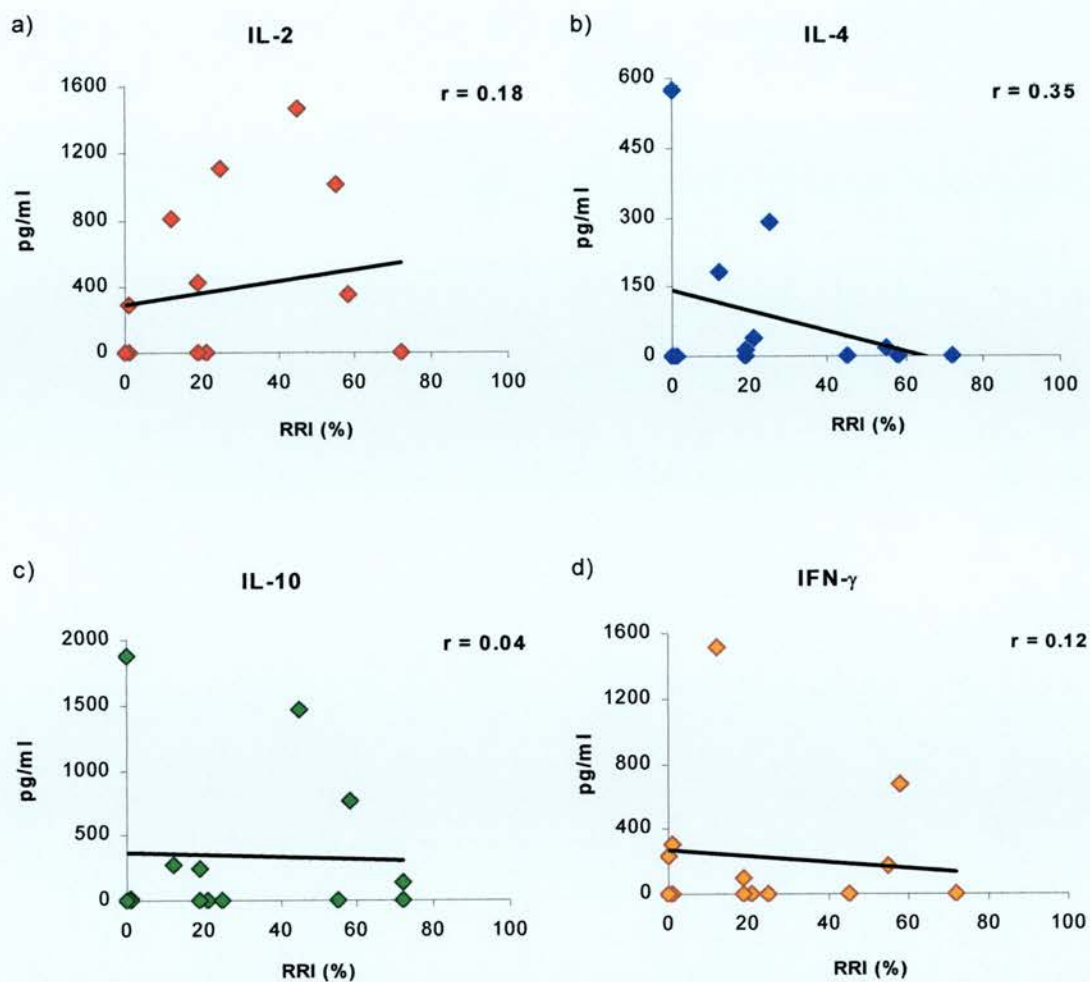 a)
IL-2
r = 0.18
1600
1200
800
400
0
pg/ml
0 20 40 60 80 100
RRI (%)
b)
IL-4
r = 0.35
600
450
300
150
0
pg/ml
0 20 40 60 80 100
RRI (%)
c)
IL-10
r = 0.04
2000
1500
1000
500
0
pg/ml
0 20 40 60 80 100
RRI (%)
d)
IFN-γ
r = 0.12
1600
1200
800
400
0
pg/ml
0 20 40 60 80 100
RRI (%)